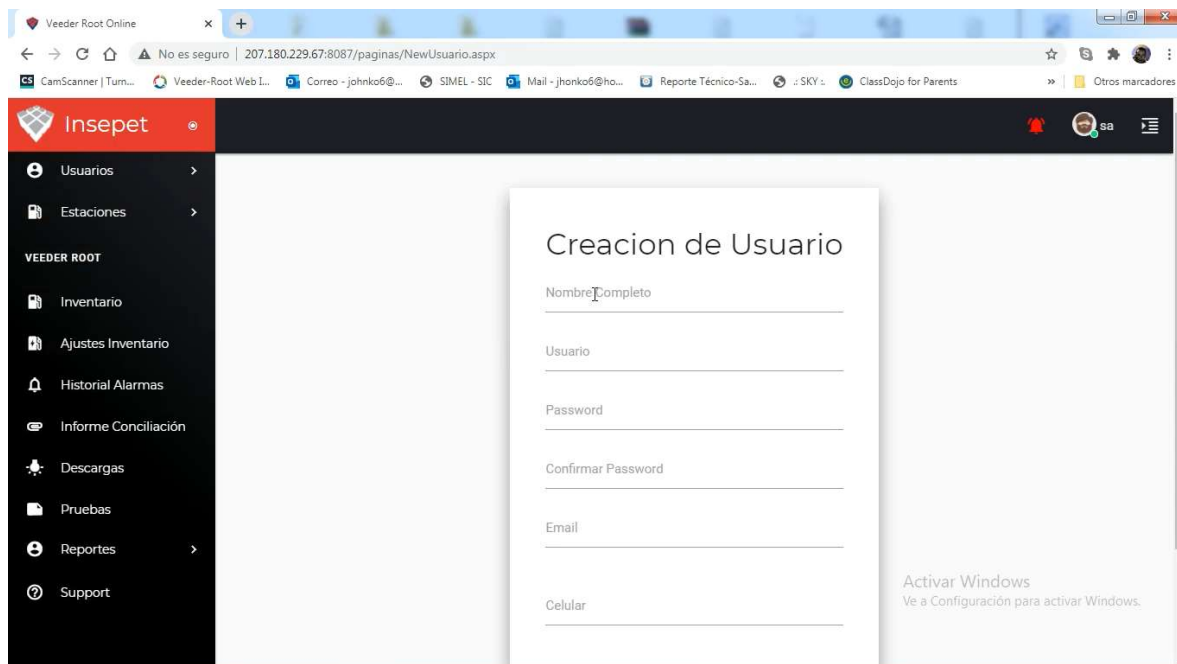 Veeder Root Online
No es seguro | 207.180.229.67:8087/paginas/NewUsuario.aspx
CS CamScanner | Turn... Veeder-Root Web I... Correo - johnko6@... SIMEL - SIC Mail - jhonko6@ho... Reporte Técnico-Sa... .: SKY :. ClassDojo for Parents » Otros marcadores
Insepet
sa
Usuarios
Estaciones
VEEDER ROOT
Inventario
Ajustes Inventario
Historial Alarmas
Informe Conciliación
Descargas
Pruebas
Reportes
Support
Creacion de Usuario
Nombre Completo
Usuario
Password
Confirmar Password
Email
Celular
Activar Windows
Ve a Configuración para activar Windows.